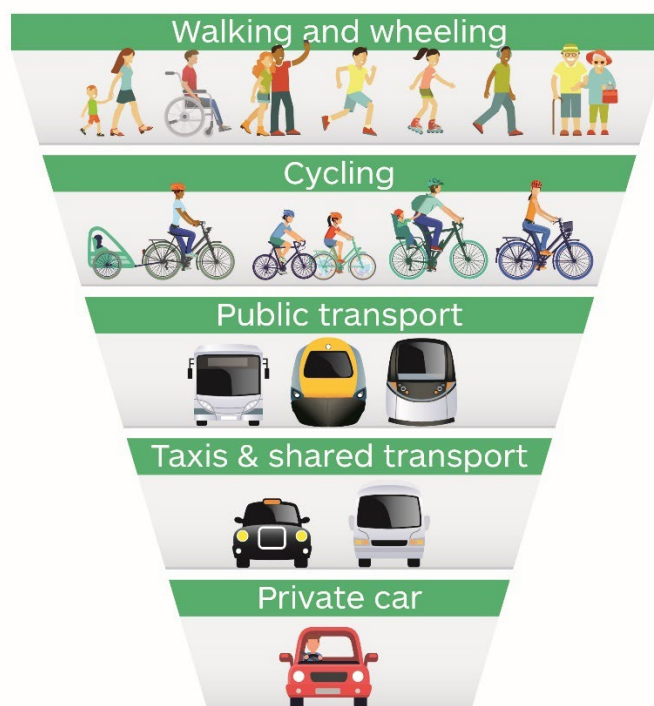 Walking and wheeling
Cycling
Public transport
Taxis & shared transport
Private car